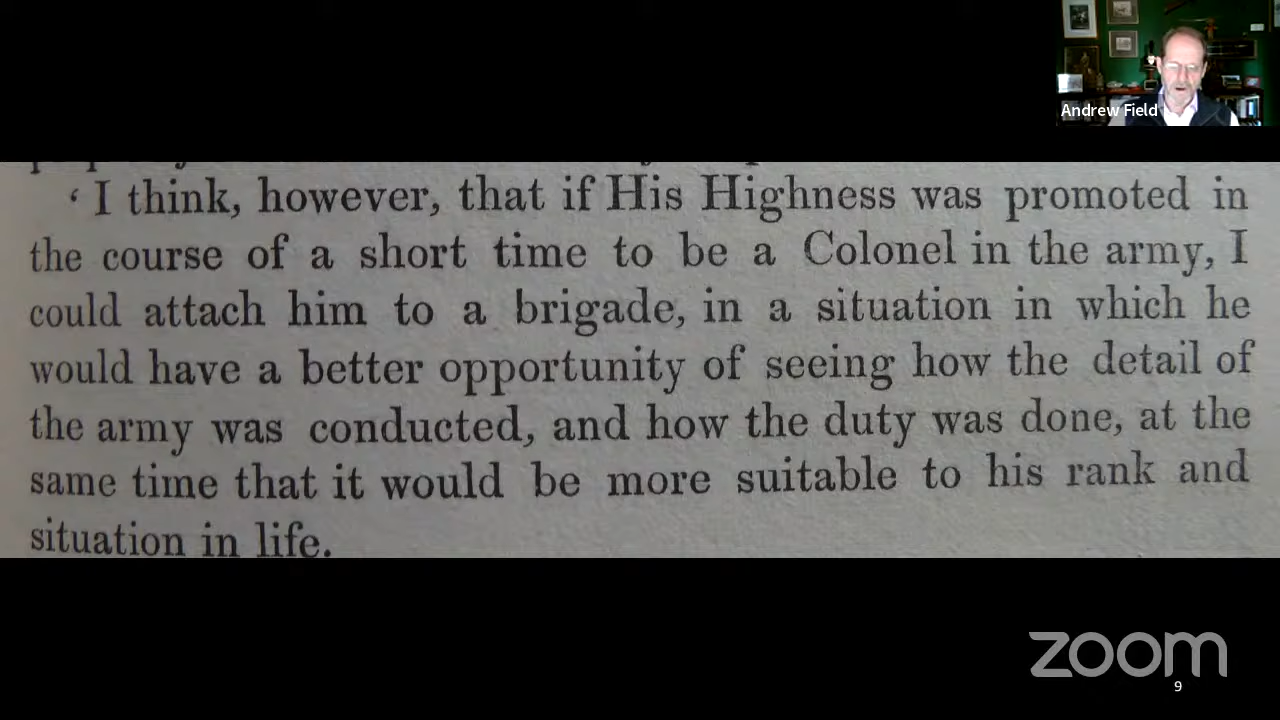 Andrew Field
‘ I think, however, that if His Highness was promoted in
the course of a short time to be a Colonel in the army, I
could attach him to a brigade, in a situation in which he
would have a better opportunity of seeing how the detail of
the army was conducted, and how the duty was done, at the
same time that it would be more suitable to his rank and
situation in life.
zoom
9